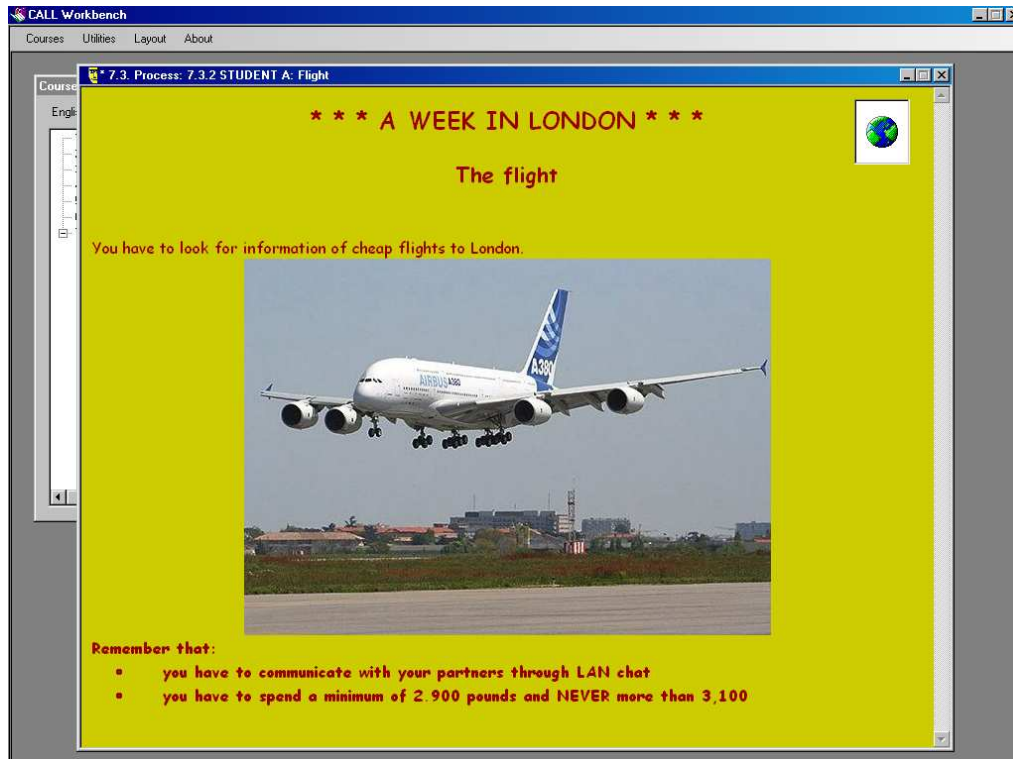 CALL Workbench
Courses Utilities Layout About
Course
* 7.3. Process: 7.3.2 STUDENT A: Flight
Engli
* * * A WEEK IN LONDON * * *
The flight
You have to look for information of cheap flights to London.
A380
AIRBUS A380
Remember that:
• you have to communicate with your partners through LAN chat
• you have to spend a minimum of 2.900 pounds and NEVER more than 3,100